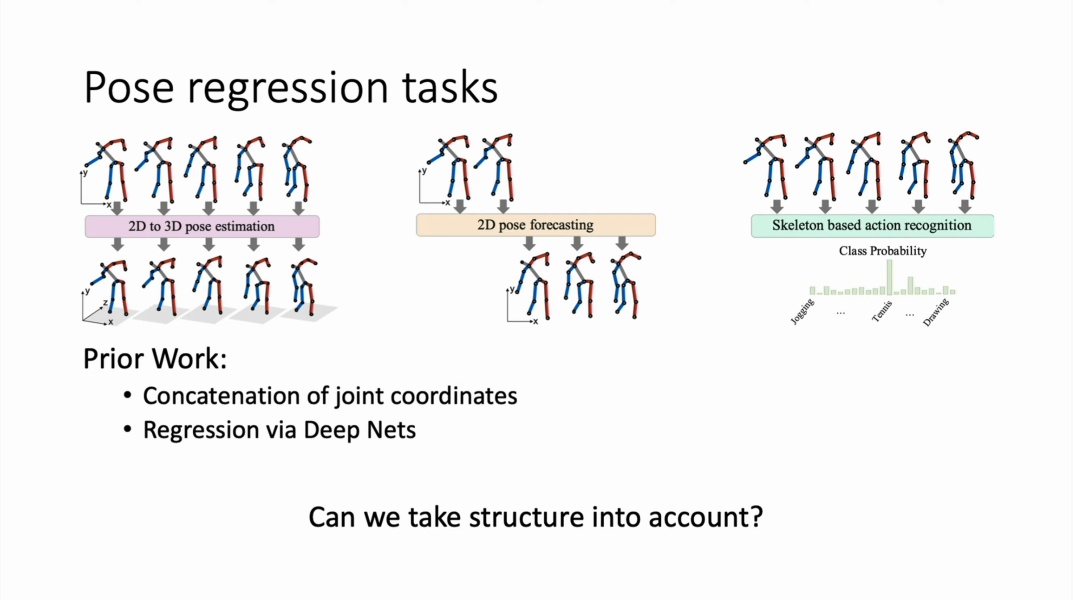 Pose regression tasks
y
x
2D to 3D pose estimation
y
z
x
y
x
2D pose forecasting
y
x
Skeleton based action recognition
Class Probability
Jogging
...
Tennis
...
Drawing
Prior Work:
• Concatenation of joint coordinates
• Regression via Deep Nets
Can we take structure into account?